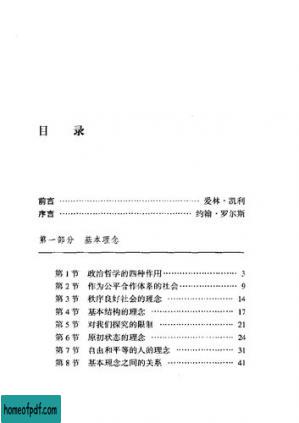 目 录
前言 …… 爱林·凯利
序言 …… 约翰·罗尔斯
第一部分 基本理念
第1节 政治哲学的四种作用 …… 3
第2节 作为公平合作体系的社会 …… 9
第3节 秩序良好社会的理念 …… 14
第4节 基本结构的理念 …… 17
第5节 对我们探究的限制 …… 21
第6节 原初状态的理念 …… 24
第7节 自由和平等的人的理念 …… 31
第8节 基本理念之间的关系 …… 41
homeofpdf.com